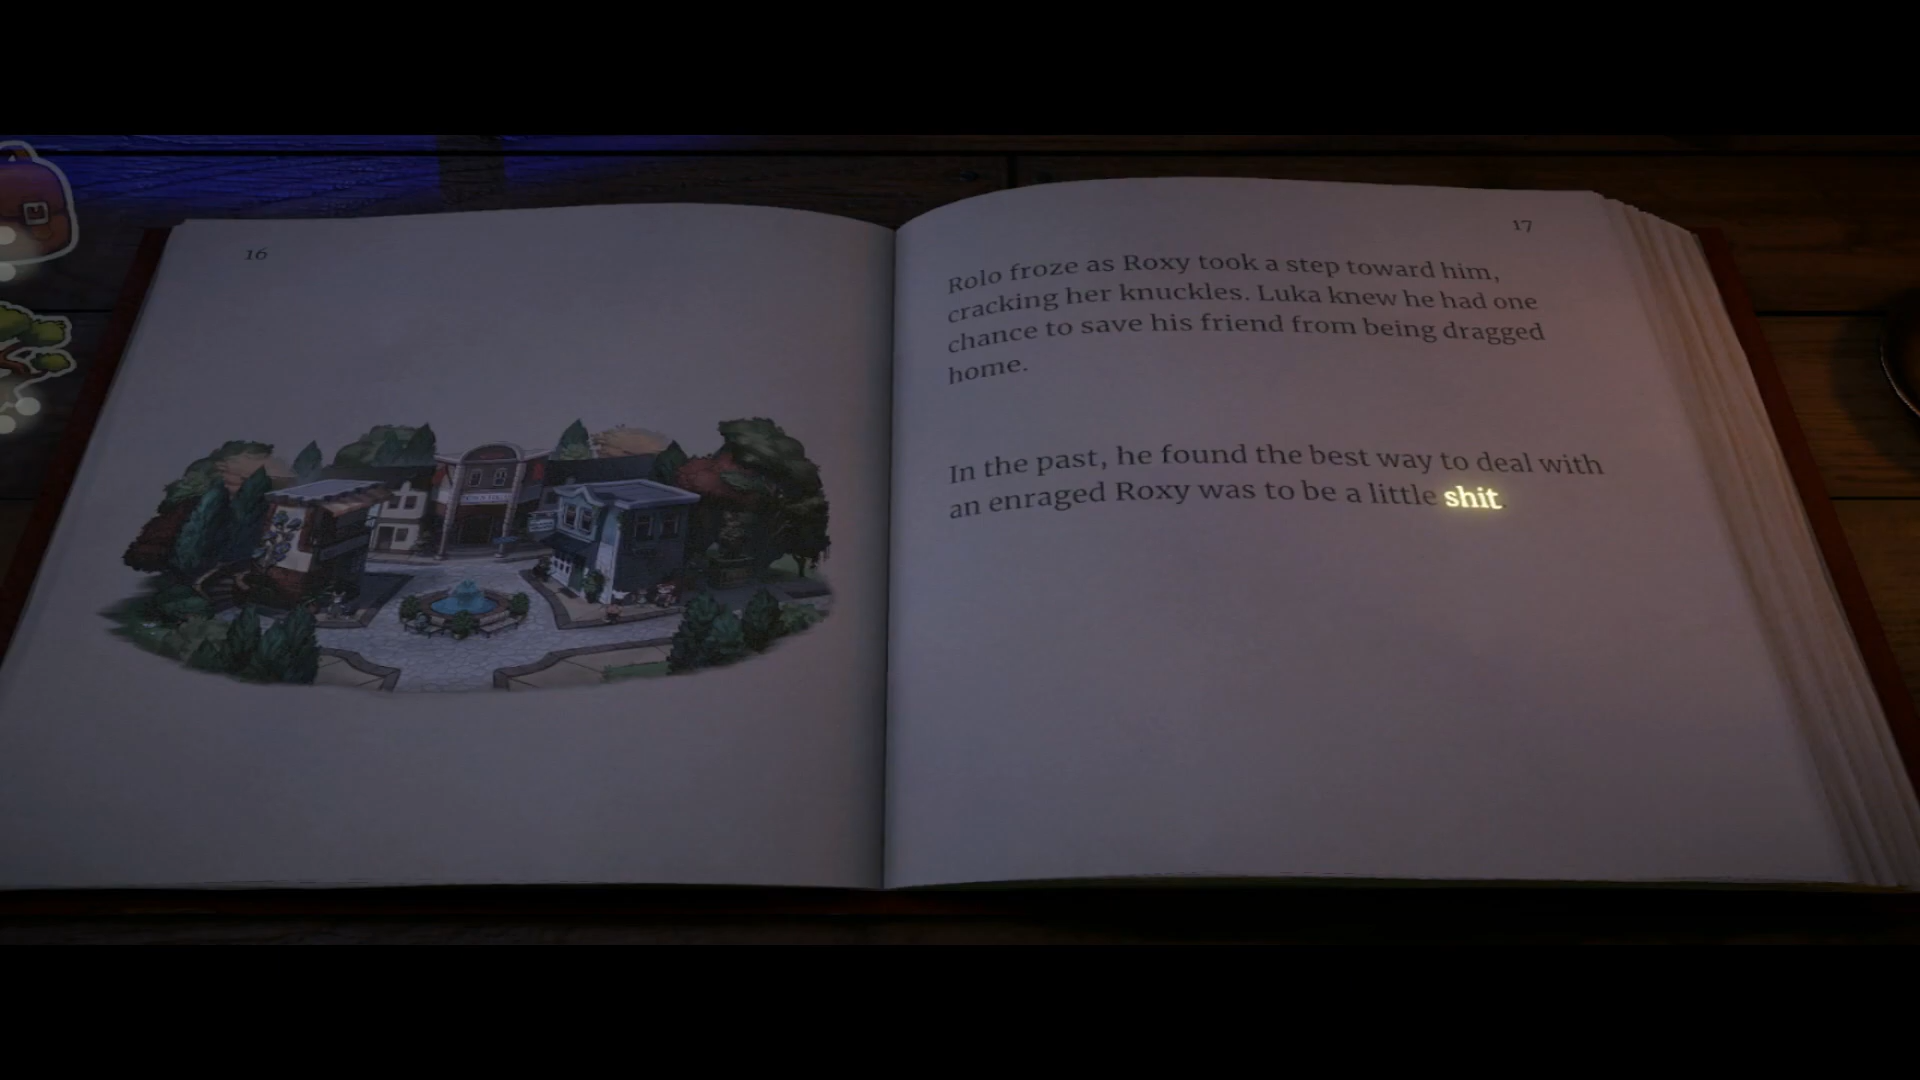 16
17
Rolo froze as Roxy took a step toward him,
cracking her knuckles. Luka knew he had one
chance to save his friend from being dragged
home.
In the past, he found the best way to deal with
an enraged Roxy was to be a little shit.